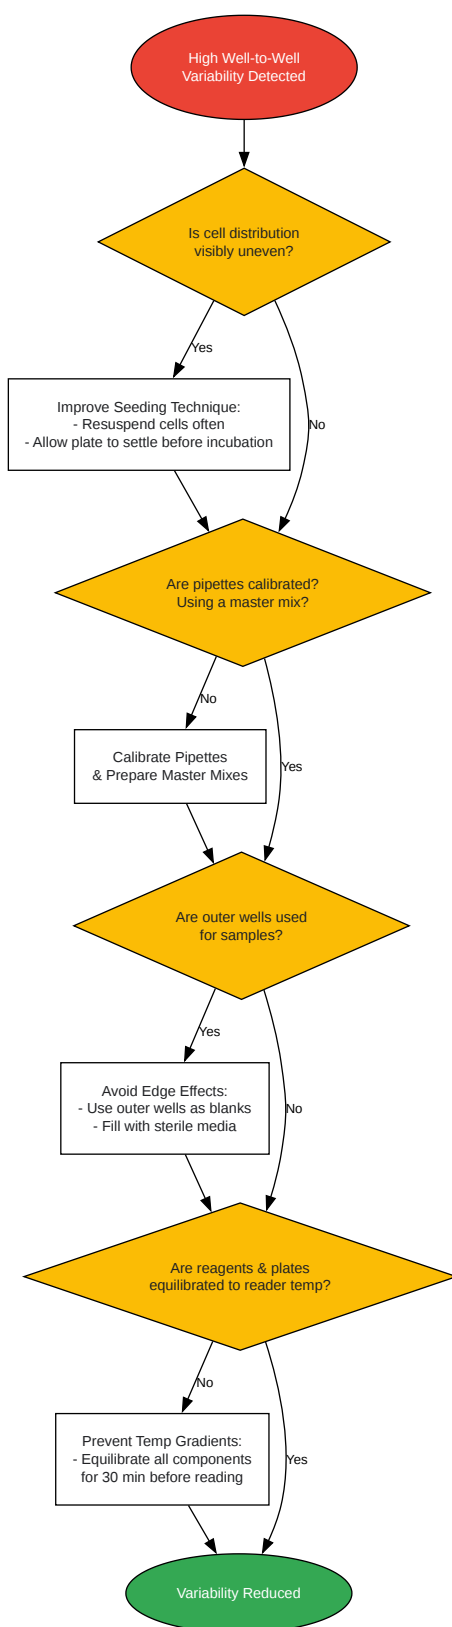 High Well-to-Well
Variability Detected
Is cell distribution
visibly uneven?
Yes
No
Improve Seeding Technique:
- Resuspend cells often
- Allow plate to settle before incubation
Are pipettes calibrated?
Using a master mix?
No
Yes
Calibrate Pipettes
& Prepare Master Mixes
Are outer wells used
for samples?
Yes
No
Avoid Edge Effects:
- Use outer wells as blanks
- Fill with sterile media
Are reagents & plates
equilibrated to reader temp?
No
Yes
Prevent Temp Gradients:
- Equilibrate all components
for 30 min before reading
Variability Reduced